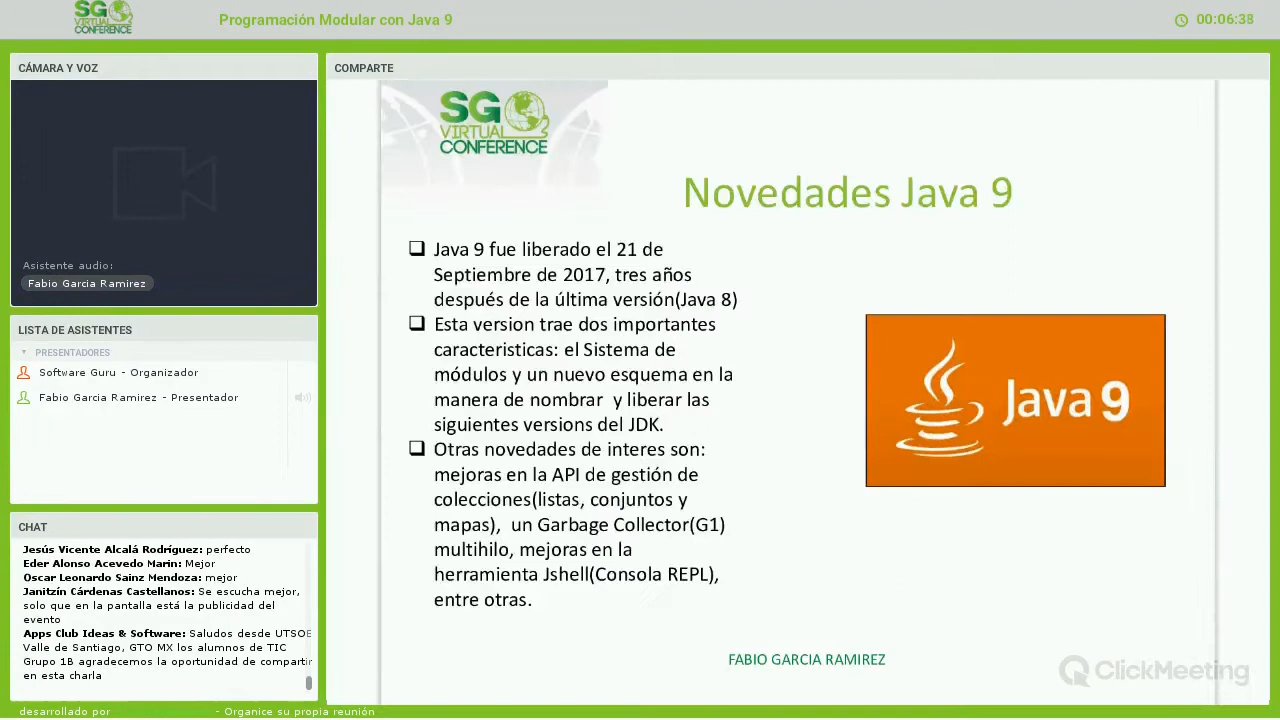 SG
VIRTUAL
CONFERENCE
Programación Modular con Java 9
00:06:38
CÁMARA Y VOZ
Asistente audio:
Fabio Garcia Ramirez
LISTA DE ASISTENTES
PRESENTADORES
Software Guru - Organizador
Fabio Garcia Ramirez - Presentador
CHAT
Jesús Vicente Alcalá Rodríguez: perfecto
Eder Alonso Acevedo Marin: Mejor
Oscar Leonardo Sainz Mendoza: mejor
Janitzín Cárdenas Castellanos: Se escucha mejor,
solo que en la pantalla está la publicidad del
evento
Apps Club Ideas & Software: Saludos desde UTSOE
Valle de Santiago, GTO MX los alumnos de TIC
Grupo 1B agradecemos la oportunidad de compartir
en esta charla
desarrollado por - Organice su propia reunión
COMPARTE
SG
VIRTUAL
CONFERENCE
Novedades Java 9
Java 9 fue liberado el 21 de
Septiembre de 2017, tres años
después de la última versión(Java 8)
Esta version trae dos importantes
caracteristicas: el Sistema de
módulos y un nuevo esquema en la
manera de nombrar y liberar las
siguientes versions del JDK.
Otras novedades de interes son:
mejoras en la API de gestión de
colecciones(listas, conjuntos y
mapas), un Garbage Collector(G1)
multihilo, mejoras en la
herramienta Jshell(Consola REPL),
entre otras.
Java 9
FABIO GARCIA RAMIREZ
ClickMeeting